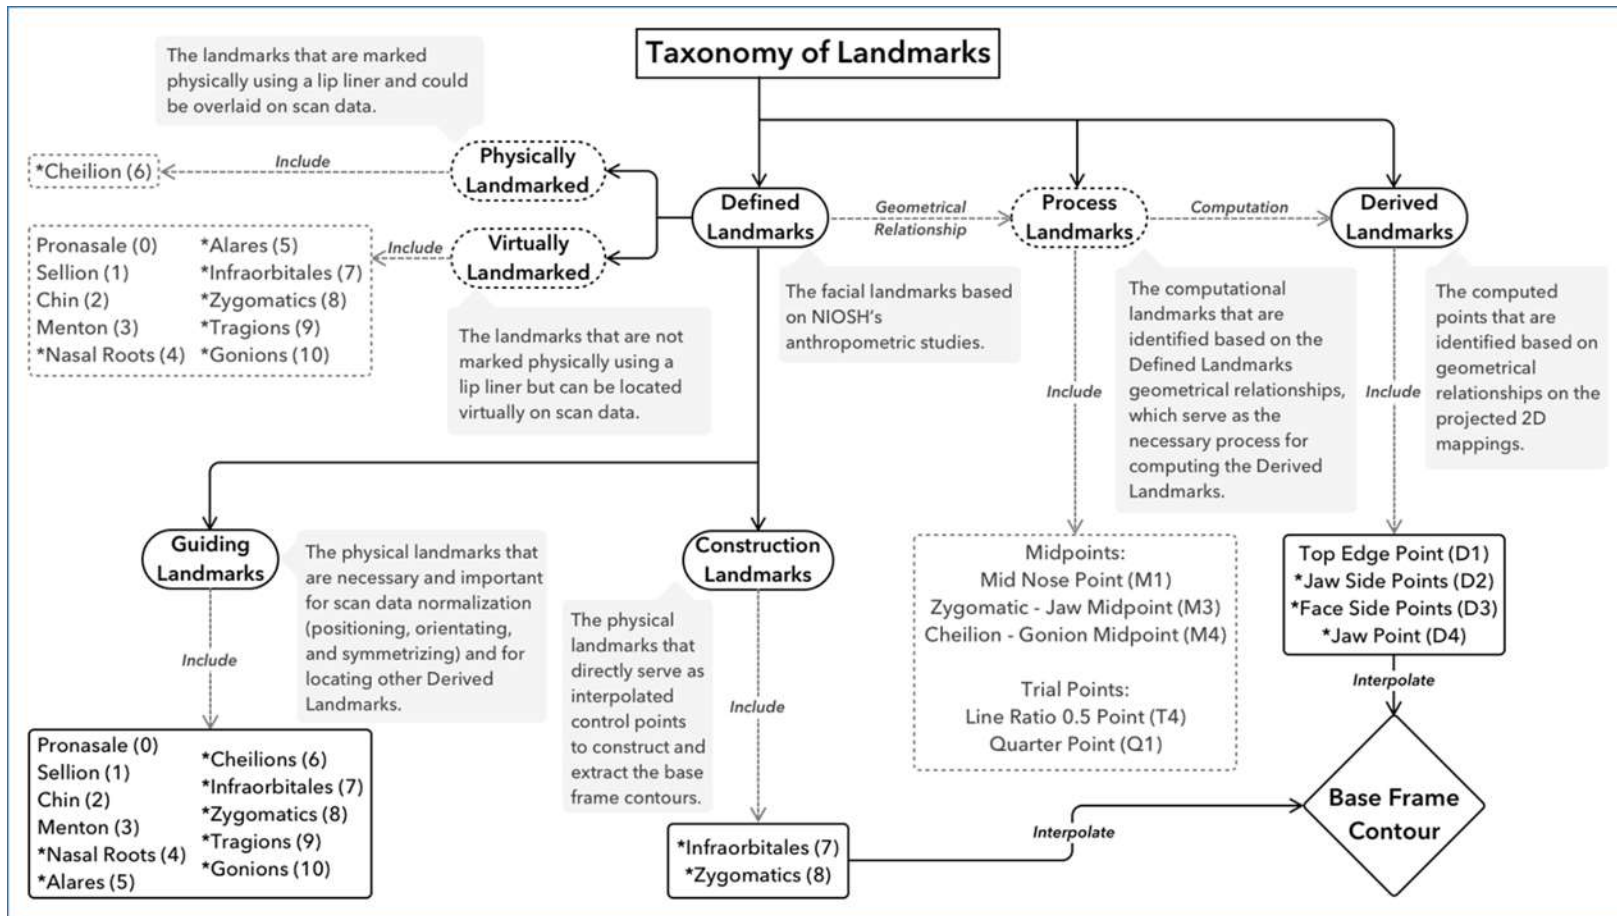 Taxonomy of Landmarks
The landmarks that are marked
physically using a lip liner and could
be overlaid on scan data.
*Cheilion (6)
Include
Physically
Landmarked
Pronasale (0)
Sellion (1)
Chin (2)
Menton (3)
*Nasal Roots (4)
*Alares (5)
*Infraorbitales (7)
*Zygomatics (8)
*Tragions (9)
*Gonions (10)
Include
Virtually
Landmarked
The landmarks that are not
marked physically using a
lip liner but can be located
virtually on scan data.
Defined
Landmarks
Geometrical
Relationship
Process
Landmarks
Computation
Derived
Landmarks
The facial landmarks based
on NIOSH's
anthropometric studies.
Include
The computational
landmarks that are
identified based on the
Defined Landmarks
geometrical relationships,
which serve as the
necessary process for
computing the Derived
Landmarks.
Include
The computed
points that are
identified based on
geometrical
relationships on the
projected 2D
mappings.
Guiding
Landmarks
The physical landmarks that
are necessary and important
for scan data normalization
(positioning, orientating,
and symmetrizing) and for
locating other Derived
Landmarks.
Include
Pronasale (0)
Sellion (1)
Chin (2)
Menton (3)
*Nasal Roots (4)
*Alares (5)
*Cheilions (6)
*Infraorbitales (7)
*Zygomatics (8)
*Tragions (9)
*Gonions (10)
Construction
Landmarks
The physical
landmarks that
directly serve as
interpolated
control points
to construct and
extract the base
frame contours.
Include
*Infraorbitales (7)
*Zygomatics (8)
Midpoints:
Mid Nose Point (M1)
Zygomatic - Jaw Midpoint (M3)
Cheilion - Gonion Midpoint (M4)
Trial Points:
Line Ratio 0.5 Point (T4)
Quarter Point (Q1)
Top Edge Point (D1)
*Jaw Side Points (D2)
*Face Side Points (D3)
*Jaw Point (D4)
Interpolate
Interpolate
Base Frame
Contour